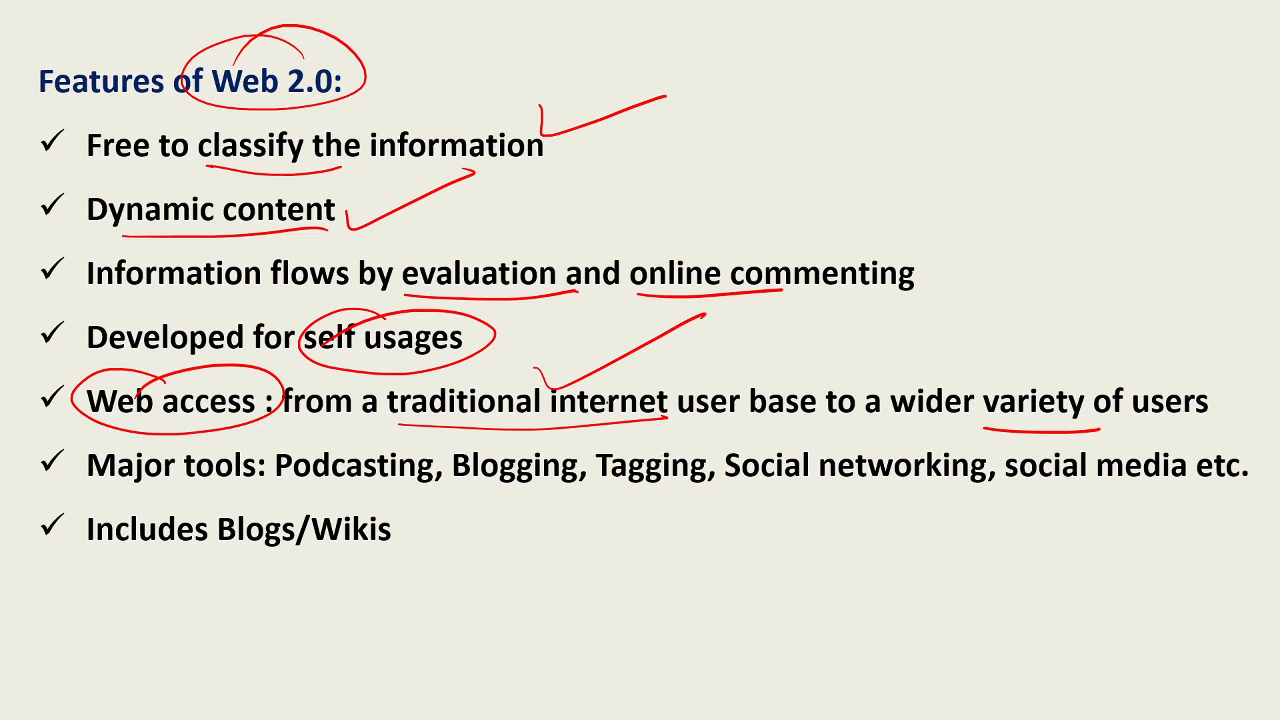 Features of Web 2.0:
✓ Free to classify the information
✓ Dynamic content
✓ Information flows by evaluation and online commenting
✓ Developed for self usages
✓ Web access : from a traditional internet user base to a wider variety of users
✓ Major tools: Podcasting, Blogging, Tagging, Social networking, social media etc.
✓ Includes Blogs/Wikis